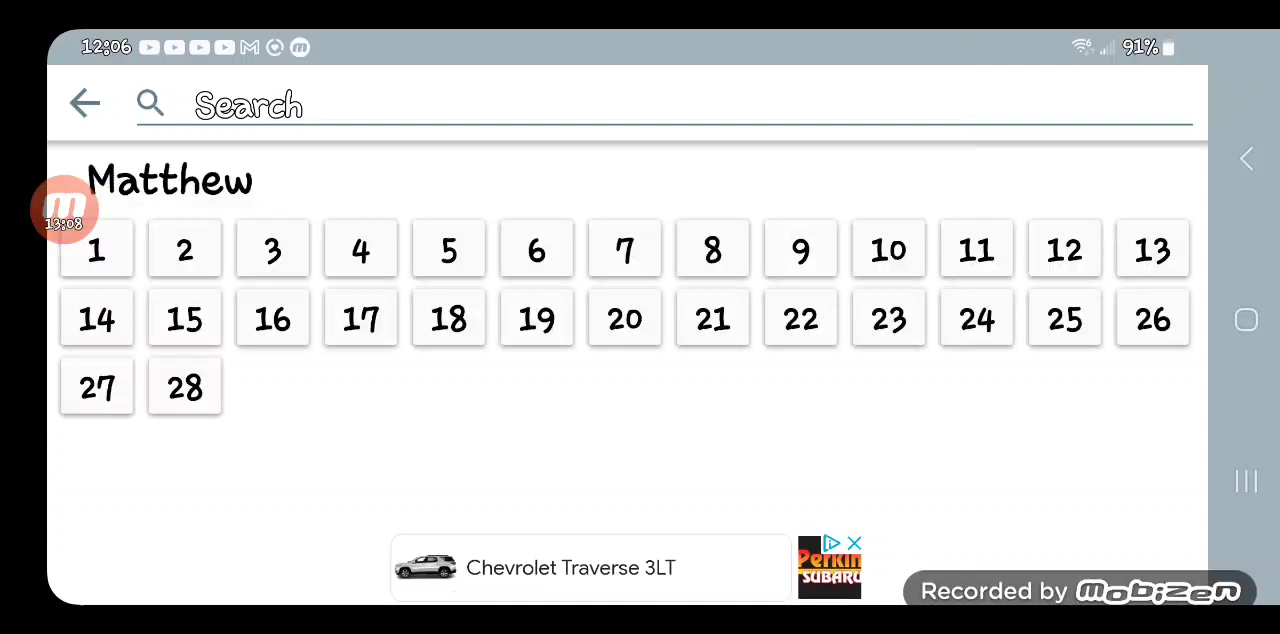 12:06 91%
Search
Matthew
13:08
1 2 3 4 5 6 7 8 9 10 11 12 13
14 15 16 17 18 19 20 21 22 23 24 25 26
27 28
Chevrolet Traverse 3LT
Perkin
SUBARU
Recorded by mobizen